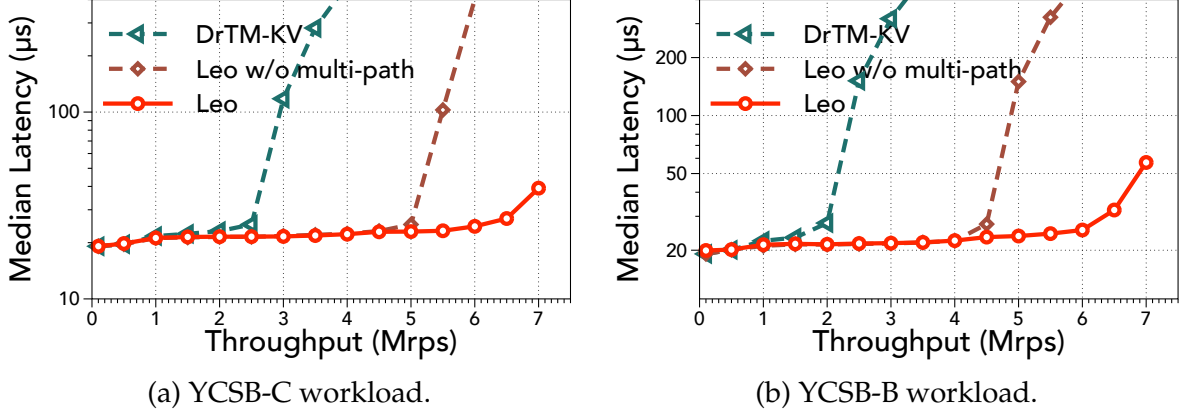 Median Latency (μs)
100
10
DrTM-KV
Leo w/o multi-path
Leo
0 1 2 3 4 5 6 7
Throughput (Mrps)
(a) YCSB-C workload.
Median Latency (μs)
200
100
50
20
DrTM-KV
Leo w/o multi-path
Leo
0 1 2 3 4 5 6 7
Throughput (Mrps)
(b) YCSB-B workload.